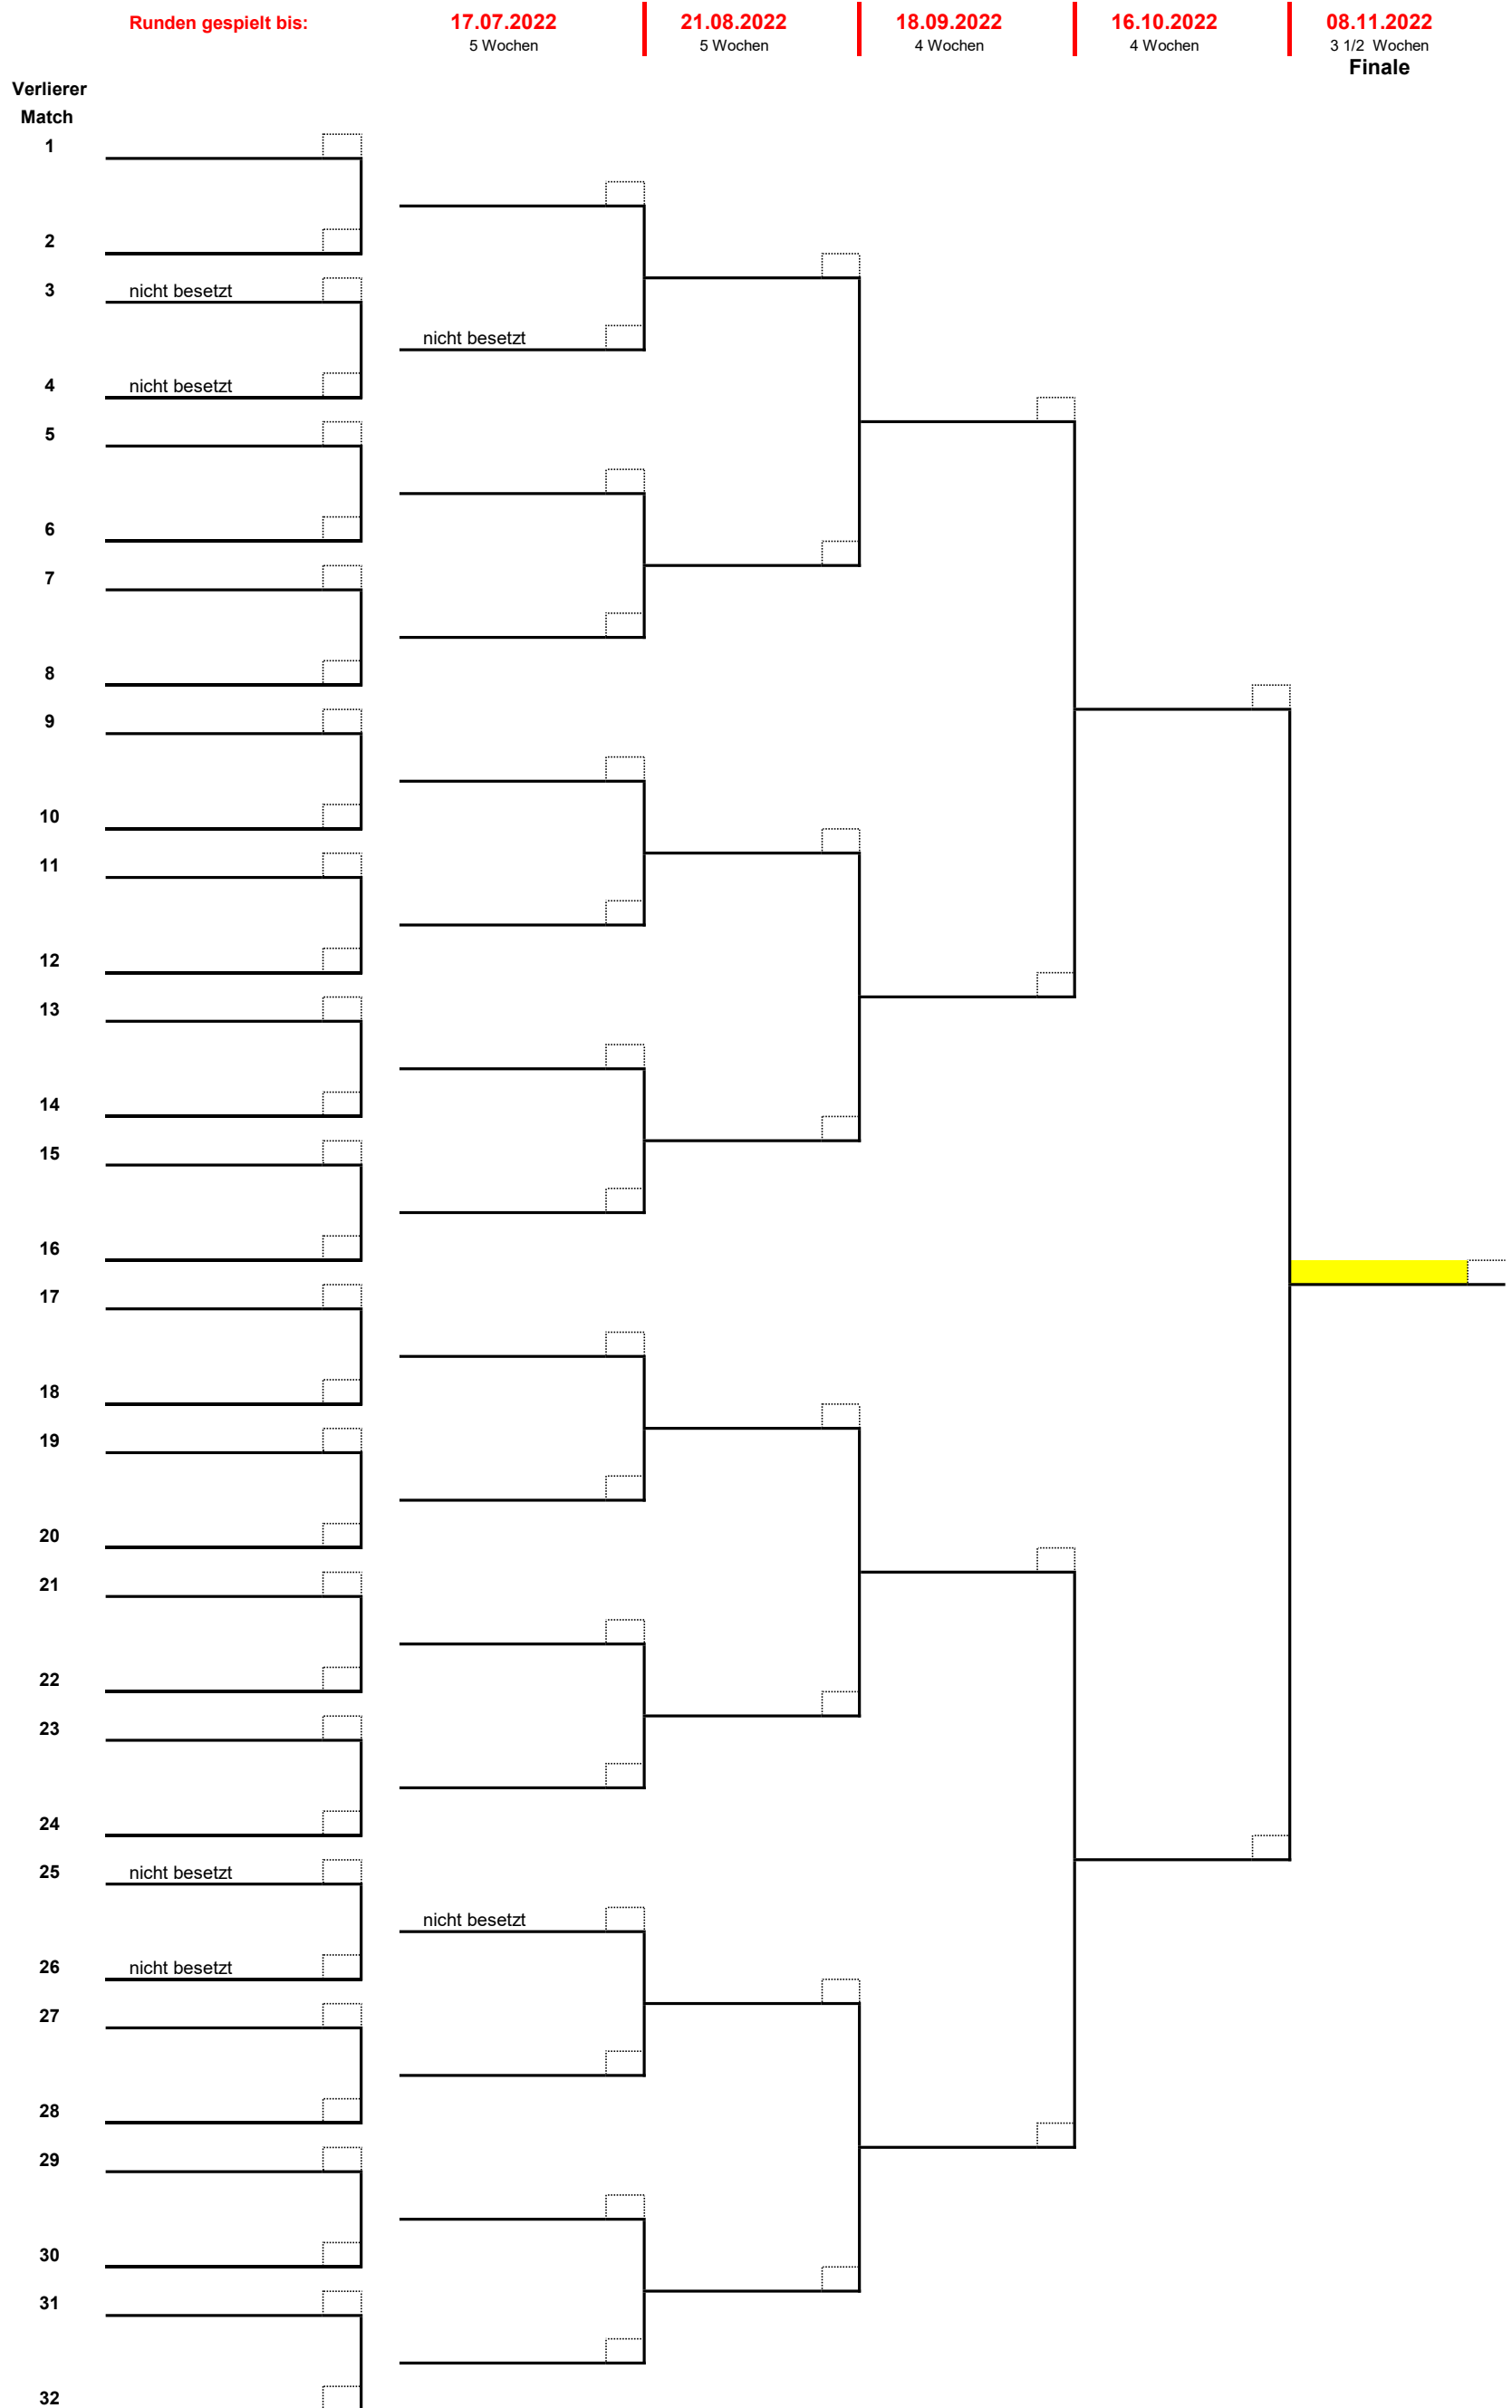 Runden gespielt bis: 17.07.2022 21.08.2022 18.09.2022 16.10.2022 08.11.2022
5 Wochen 5 Wochen 4 Wochen 4 Wochen 3 1/2 Wochen
Finale
Verlierer
Match
1
2
3 nicht besetzt
nicht besetzt
4 nicht besetzt
5
6
7
8
9
10
11
12
13
14
15
16
17
18
19
20
21
22
23
24
25 nicht besetzt
nicht besetzt
26 nicht besetzt
27
28
29
30
31
32